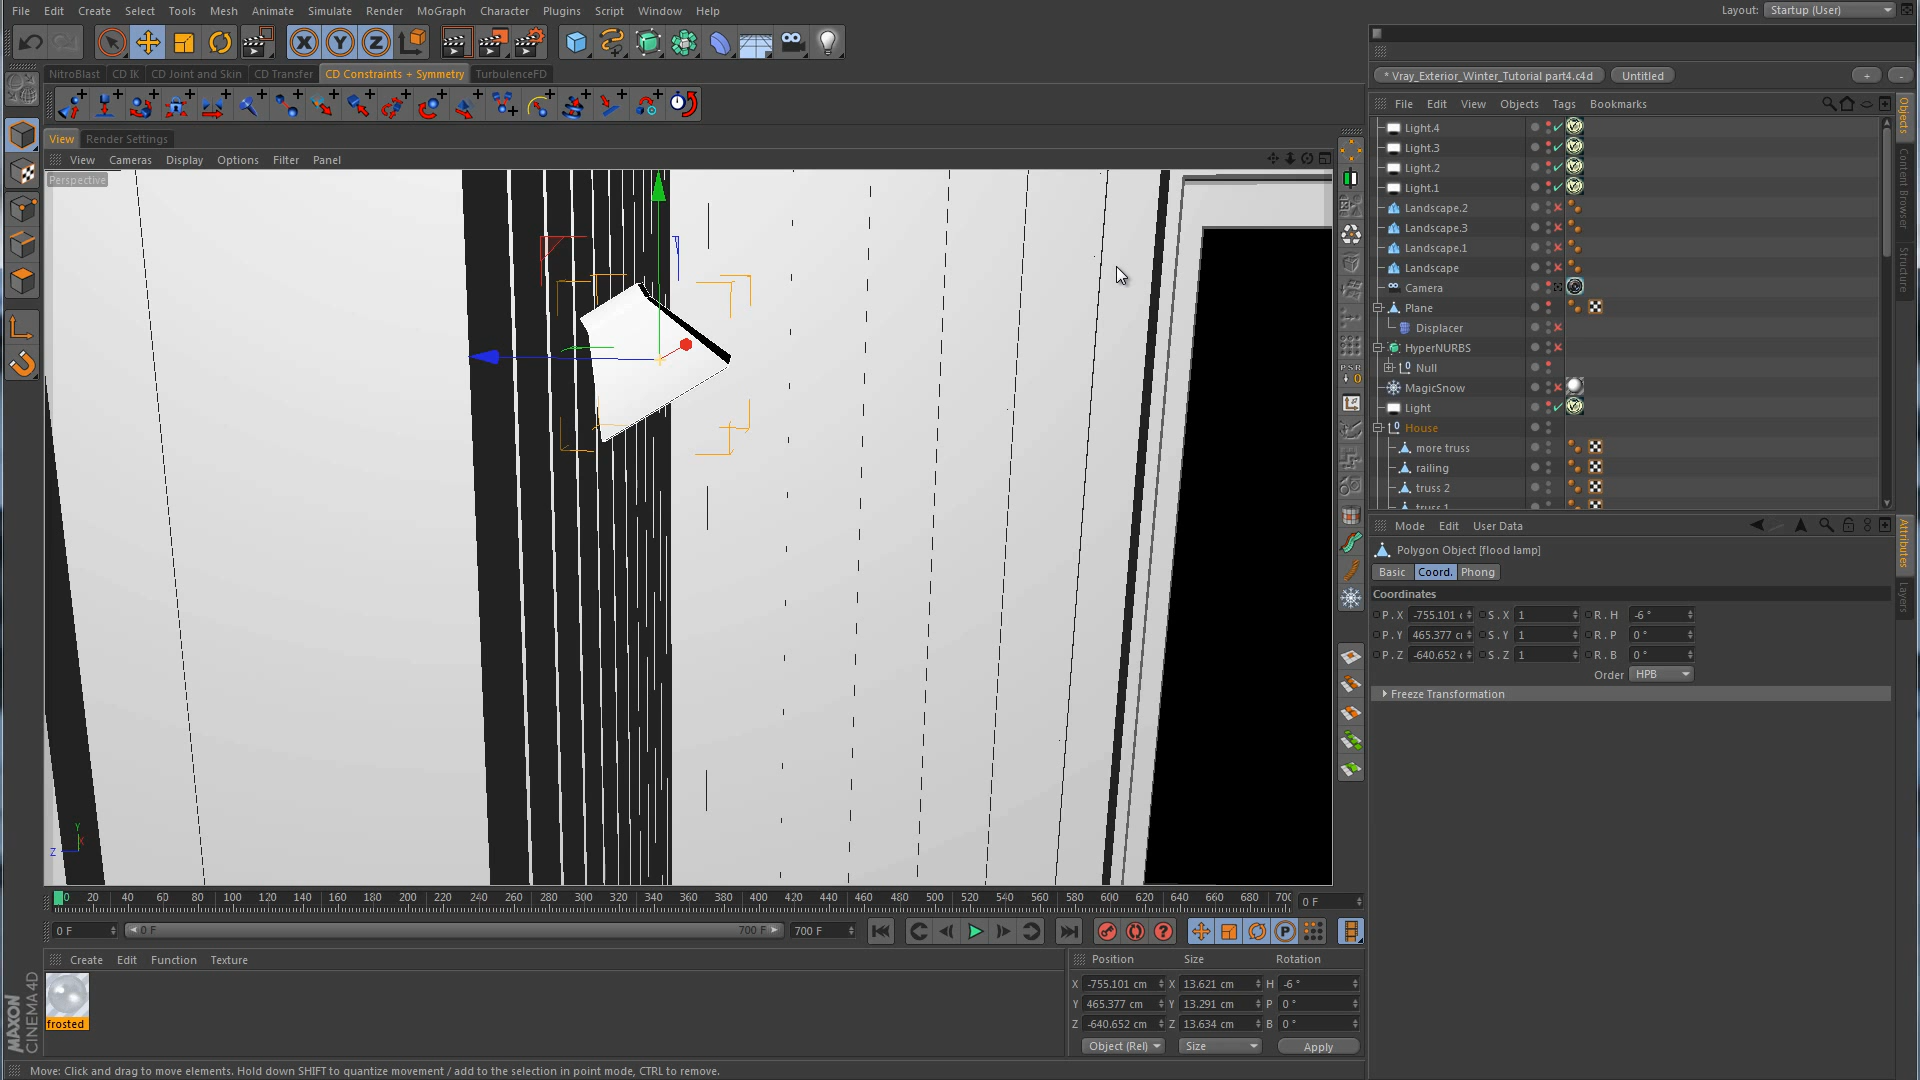 File Edit Create Select Tools Mesh Animate Simulate Render MoGraph Character Plugins Script Window Help
Layout: Startup (User)
NitroBlast CD IK CD Joint and Skin CD Transfer CD Constraints + Symmetry TurbulenceFD
* Vray_Exterior_Winter_Tutorial part4.c4d Untitled + -
File Edit View Objects Tags Bookmarks
View Render Settings
View Cameras Display Options Filter Panel
Perspective
Light.4
Light.3
Light.2
Light.1
Landscape.2
Landscape.3
Landscape.1
Landscape
Camera
Plane
Displacer
HyperNURBS
Null
MagicSnow
Light
House
more truss
railing
truss 2
truss 1
Objects
Content Browser
Structure
PSR
Mode Edit User Data
Polygon Object [flood lamp]
Basic Coord. Phong
Coordinates
P . X -755.101 S . X 1 R . H -6 °
P . Y 465.377 S . Y 1 R . P 0 °
P . Z -640.652 S . Z 1 R . B 0 °
Order HPB
Freeze Transformation
Attributes
Layers
Y
X
Z
0 20 40 60 80 100 120 140 160 180 200 220 240 260 280 300 320 340 360 380 400 420 440 460 480 500 520 540 560 580 600 620 640 660 680 700 0 F
0 F 0 F 700 F 700 F
Create Edit Function Texture
frosted
Position Size Rotation
X -755.101 cm X 13.621 cm H -6 °
Y 465.377 cm Y 13.291 cm P 0 °
Z -640.652 cm Z 13.634 cm B 0 °
Object (Rel) Size Apply
MAXON CINEMA 4D
Move: Click and drag to move elements. Hold down SHIFT to quantize movement / add to the selection in point mode, CTRL to remove.